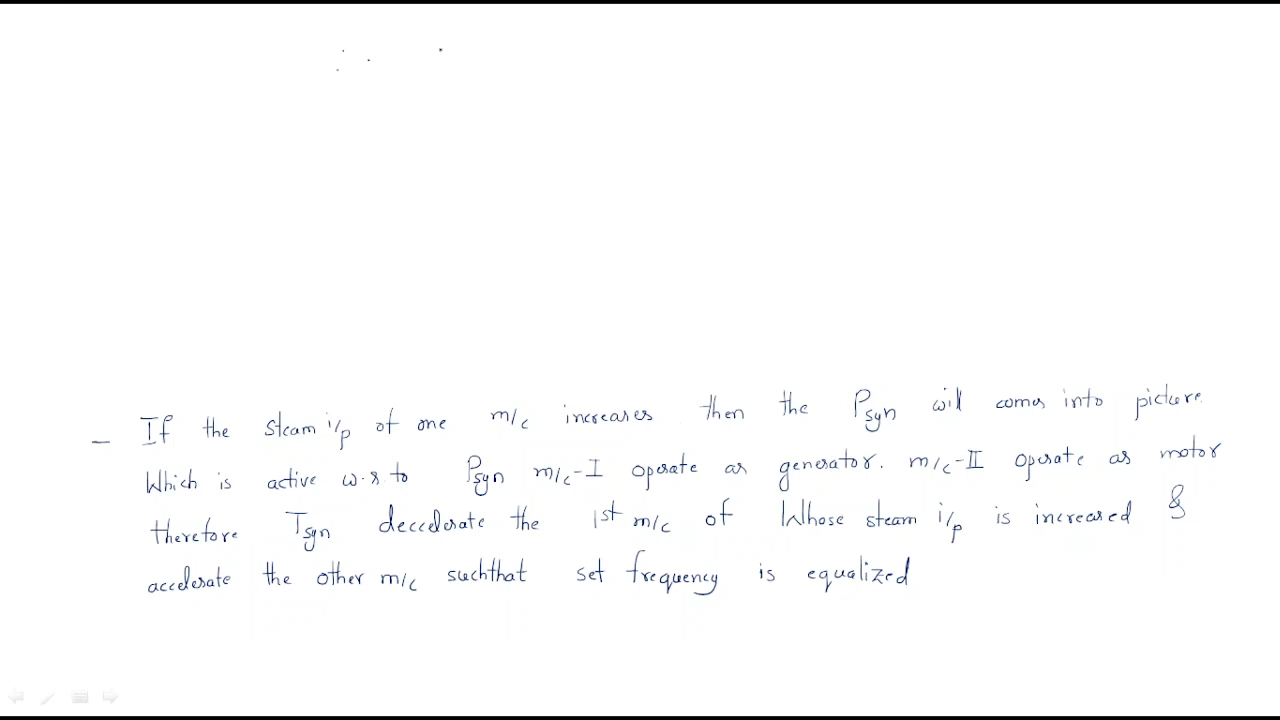 — If the steam i/p of one m/c increases then the Psyn will comes into picture.
Which is active w.r.to Psyn m/c-I operate as generator. m/c-II operate as motor
therefore Tsyn deccelerate the 1st m/c of Whose steam i/p is increased &
accelerate the other m/c suchthat set frequency is equalized